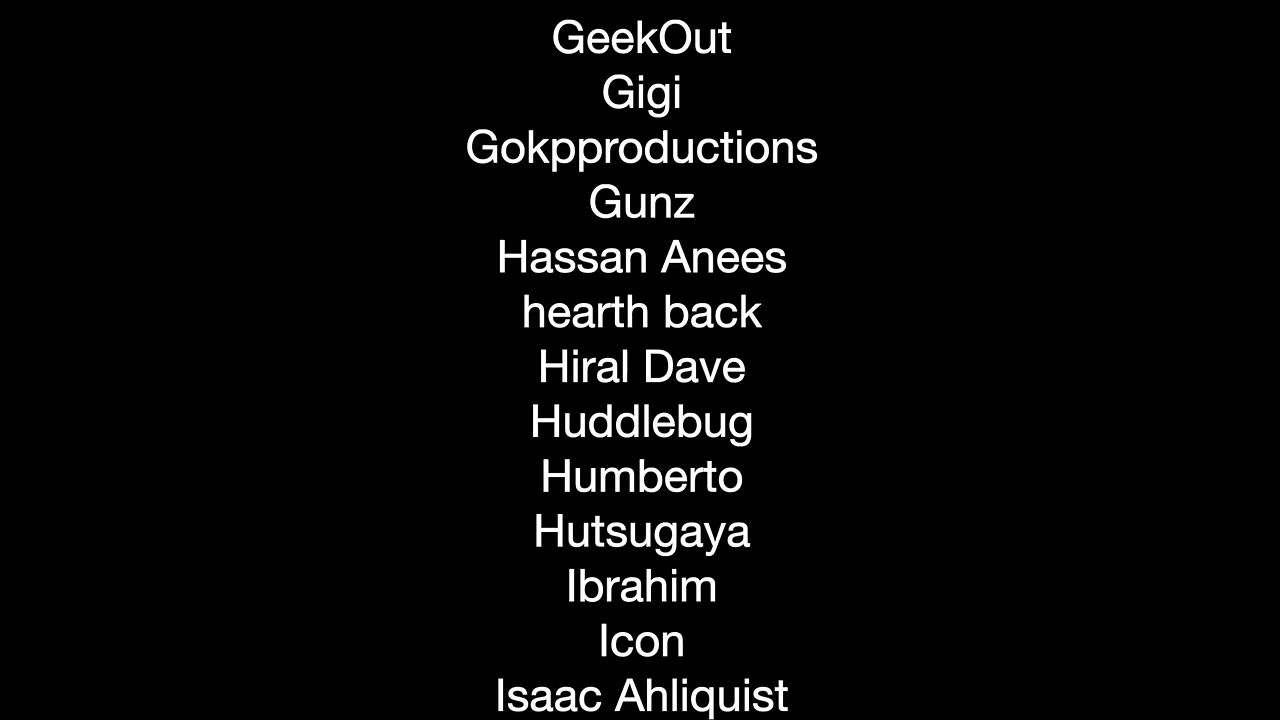 GeekOut
Gigi
Gokpproductions
Gunz
Hassan Anees
hearth back
Hiral Dave
Huddlebug
Humberto
Hutsugaya
Ibrahim
Icon
Isaac Ahliquist